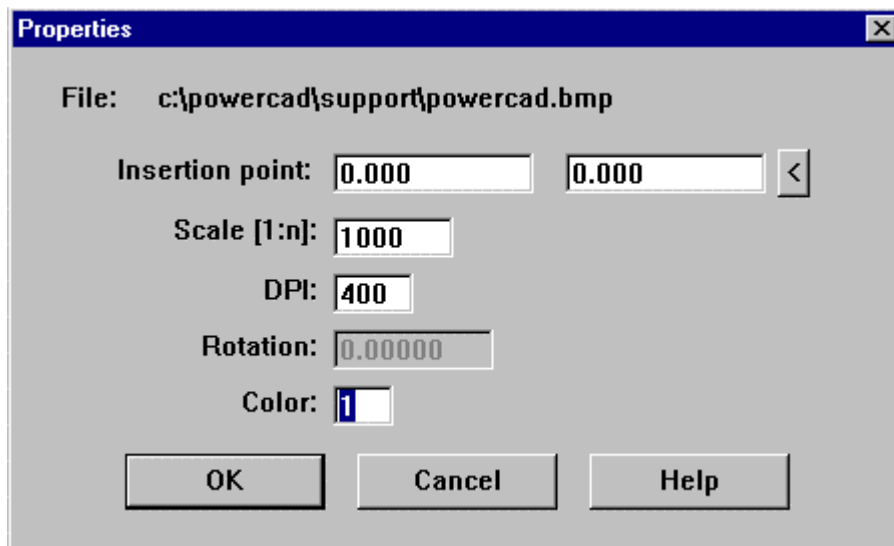 Properties
File: c:\powercad\support\powercad.bmp
Insertion point: 0.000 0.000 <
Scale [1:n]: 1000
DPI: 400
Rotation: 0.00000
Color: 1
OK Cancel Help